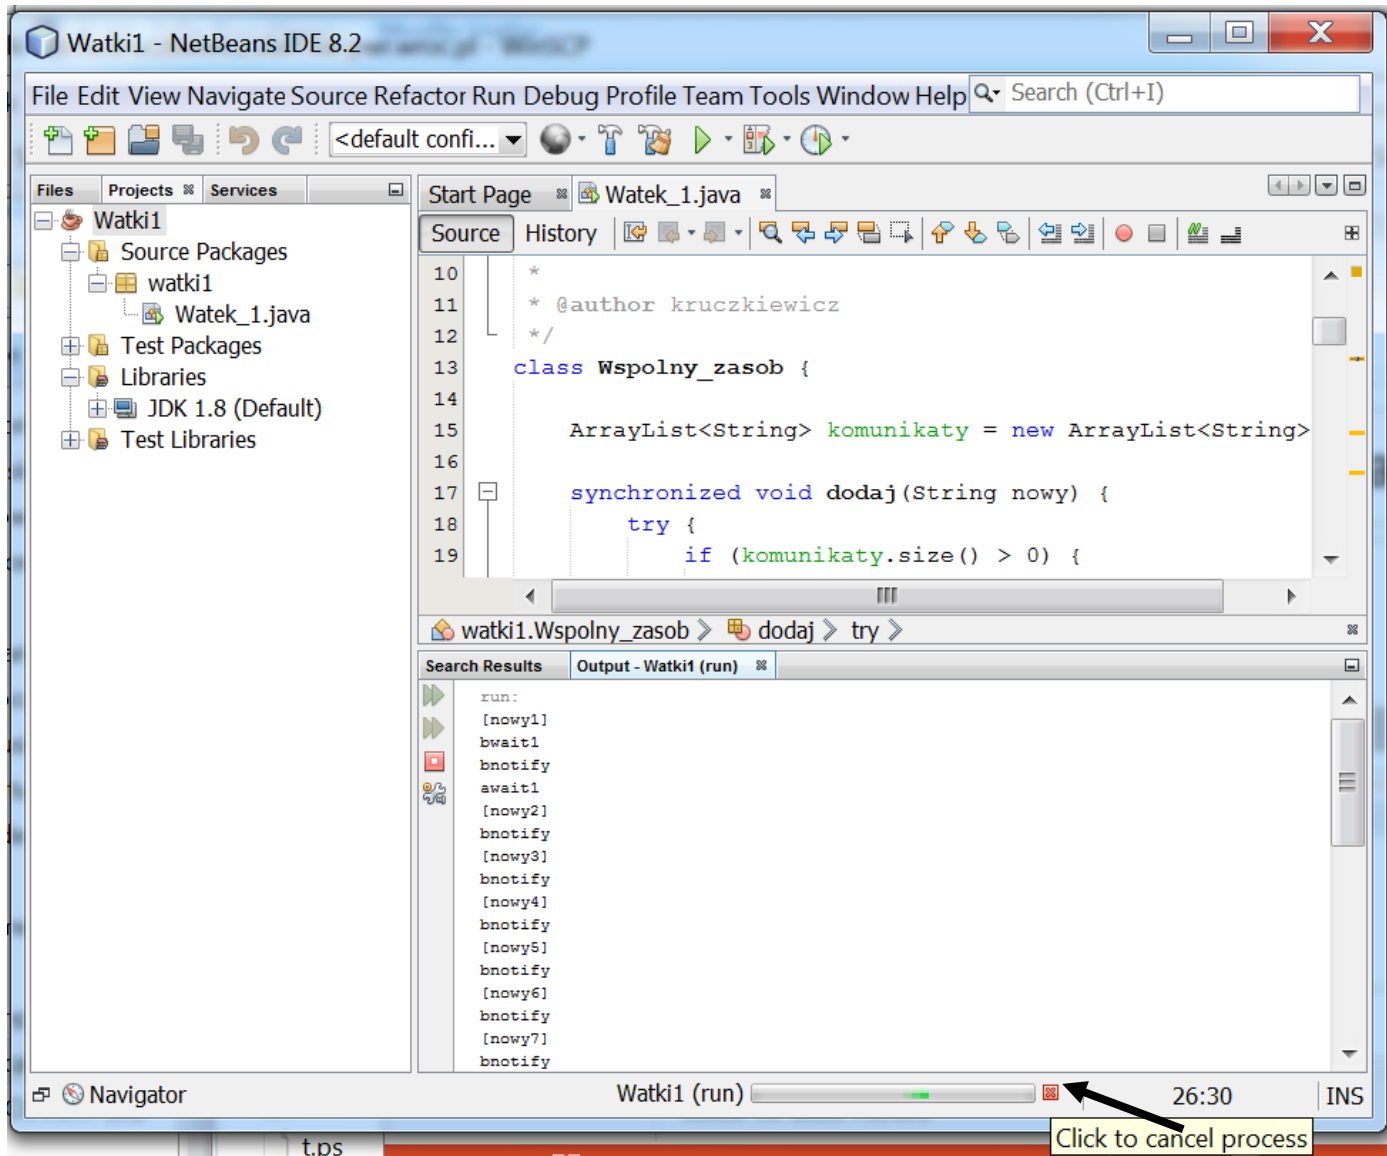 Watki1 - NetBeans IDE 8.2
File Edit View Navigate Source Refactor Run Debug Profile Team Tools Window Help
Search (Ctrl+I)
<default confi...
Files Projects Services
Watki1
Source Packages
watki1
Watek_1.java
Test Packages
Libraries
JDK 1.8 (Default)
Test Libraries
Start Page Watek_1.java
Source History
10 *
11 * @author kruczkiewicz
12 */
13 class Wspolny_zasob {
14
15 ArrayList<String> komunikaty = new ArrayList<String>
16
17 synchronized void dodaj(String nowy) {
18 try {
19 if (komunikaty.size() > 0) {
watki1.Wspolny_zasob dodaj try
Search Results Output - Watki1 (run)
run:
[nowy1]
bwait1
bnotify
await1
[nowy2]
bnotify
[nowy3]
bnotify
[nowy4]
bnotify
[nowy5]
bnotify
[nowy6]
bnotify
[nowy7]
bnotify
Navigator
Watki1 (run)
26:30
INS
Click to cancel process
t.ps